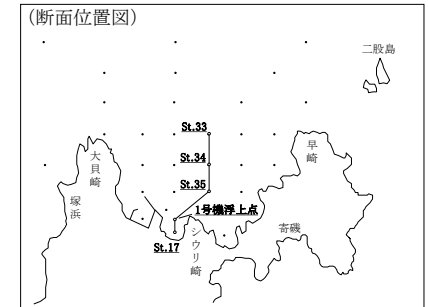 (断面位置図)
二股島
St.33
早崎
大貝崎
St.34
St.35
塚浜
1号機浮上点
シウリ崎
寄磯
St.17